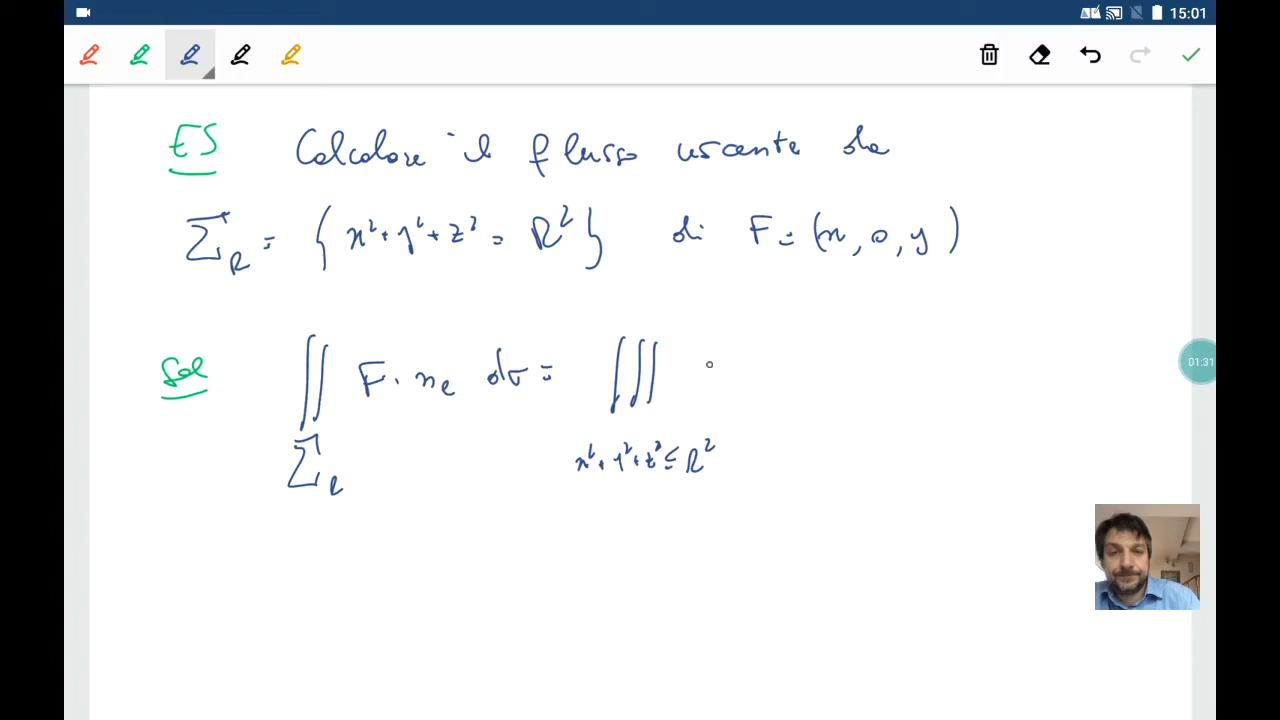 15:01
ES Calcolare il flusso uscente da
Σ_R = { x² + y² + z² = R² } di F = (x, 0, y)
01:31
Sol ∬ F · n_e dσ = ∭
Σ_R x² + y² + z² ≤ R²